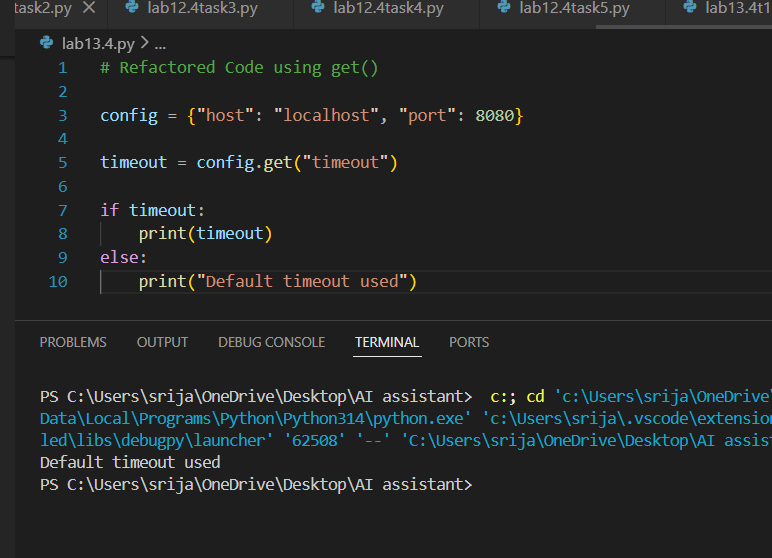 task2.py × lab12.4task3.py lab12.4task4.py lab12.4task5.py lab13.4t1
lab13.4.py > ...
1 # Refactored Code using get()
2
3 config = {"host": "localhost", "port": 8080}
4
5 timeout = config.get("timeout")
6
7 if timeout:
8     print(timeout)
9 else:
10     print("Default timeout used")
PROBLEMS OUTPUT DEBUG CONSOLE TERMINAL PORTS
PS C:\Users\srija\OneDrive\Desktop\AI assistant>  c:; cd 'c:\Users\srija\OneDrive\
Data\Local\Programs\Python\Python314\python.exe' 'c:\Users\srija\.vscode\extension
led\libs\debugpy\launcher' '62508' '--' 'C:\Users\srija\OneDrive\Desktop\AI assist
Default timeout used
PS C:\Users\srija\OneDrive\Desktop\AI assistant>